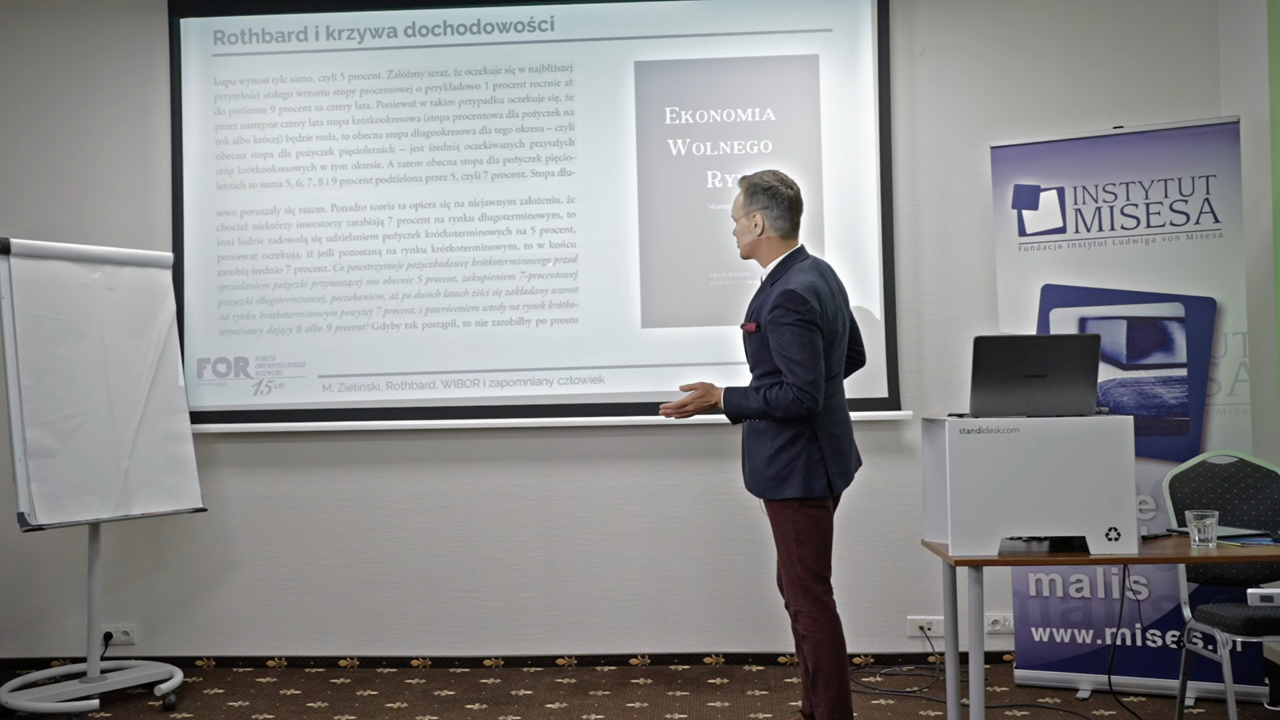 Rothbard i krzywa dochodowości
kupu wynosi tyle samo, czyli 5 procent. Załóżmy teraz, że oczekuje się w najbliższej
przyszłości stałego wzrostu stopy procentowej o przykładowo 1 procent rocznie aż
do poziomu 9 procent za cztery lata. Ponieważ w takim przypadku oczekuje się, że
przez następne cztery lata stopa krótkookresowa (stopa procentowa dla pożyczek na
rok albo krócej) będzie rosła, to obecna stopa długookresowa dla tego okresu – czyli
obecna stopa dla pożyczek pięcioletnich – jest średnią oczekiwanych przyszłych
stóp krótkookresowych w tym okresie. A zatem obecna stopa dla pożyczek pięcio-
letnich to suma 5, 6, 7, 8 i 9 procent podzielona przez 5, czyli 7 procent. Stopa dłu-
sowe poruszały się razem. Ponadto teoria ta opiera się na niejawnym założeniu, że
chociaż niektórzy inwestorzy zarabiają 7 procent na rynku długoterminowym, to
inni ludzie zadowolą się udzielaniem pożyczek krótkoterminowych na 5 procent,
ponieważ oczekują, iż jeśli pozostaną na rynku krótkoterminowym, to w końcu
zarobią średnio 7 procent. Co powstrzymuje pożyczkodawcę krótkoterminowego przed
sprzedaniem pożyczki przynoszącej mu obecnie 5 procent, zakupieniem 7-procentowej
pożyczki długoterminowej, poczekaniem, aż po dwóch latach ziści się zakładany wzrost
na rynku krótkoterminowym powyżej 7 procent, i powróceniem wtedy na rynek krótko-
terminowy dający 8 albo 9 procent? Gdyby tak postąpił, to nie zarobiłby po prostu
EKONOMIA
WOLNEGO
FOR
FORUM
OBYWATELSKIEGO
ROZWOJU
15 LAT
M. Zieliński, Rothbard, WIBOR i zapomniany człowiek
INSTYTUT
MISESA
Fundacja Instytut Ludwiga von Misesa
standidesk.com
malis
www.mises.pl